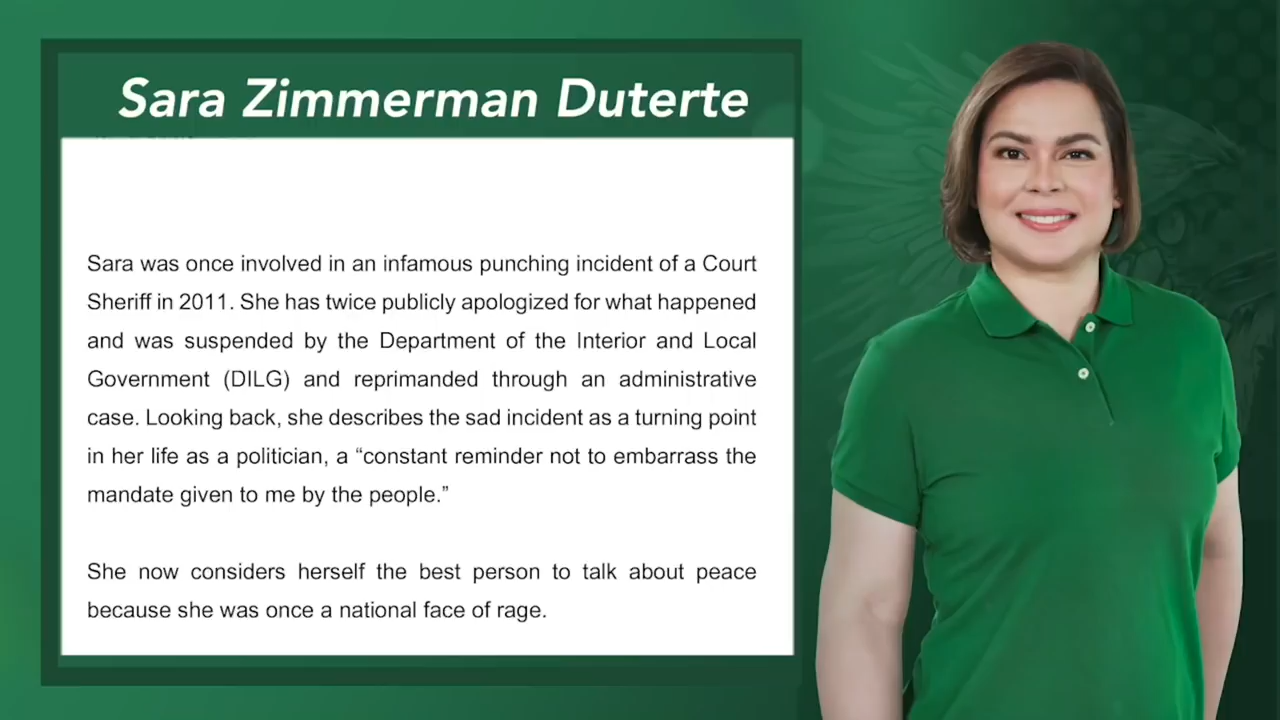 Sara Zimmerman Duterte
Sara was once involved in an infamous punching incident of a Court
Sheriff in 2011. She has twice publicly apologized for what happened
and was suspended by the Department of the Interior and Local
Government (DILG) and reprimanded through an administrative
case. Looking back, she describes the sad incident as a turning point
in her life as a politician, a “constant reminder not to embarrass the
mandate given to me by the people.”
She now considers herself the best person to talk about peace
because she was once a national face of rage.